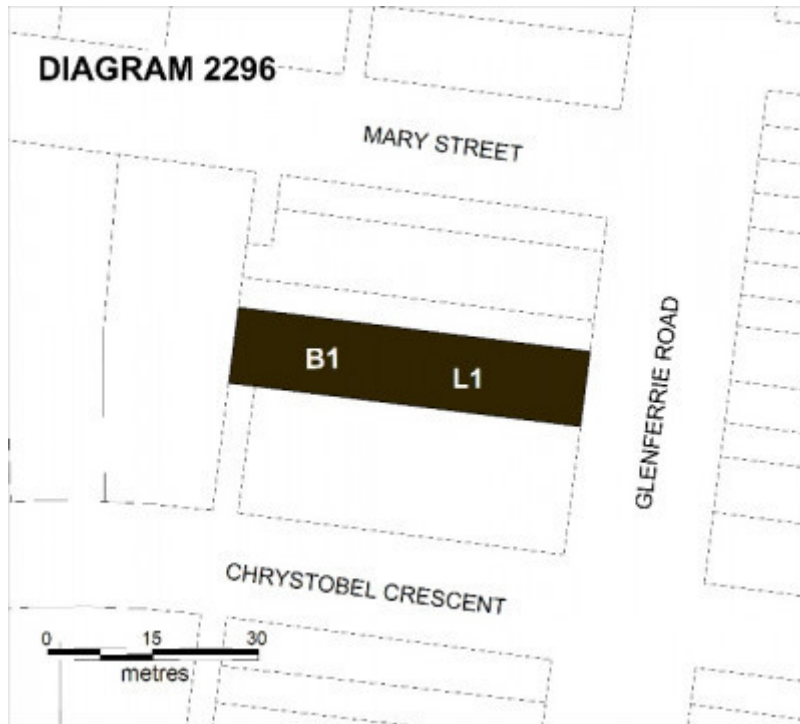 DIAGRAM 2296
MARY STREET
B1
L1
GLENFERRIE ROAD
CHRYSTOBEL CRESCENT
0 15 30
metres